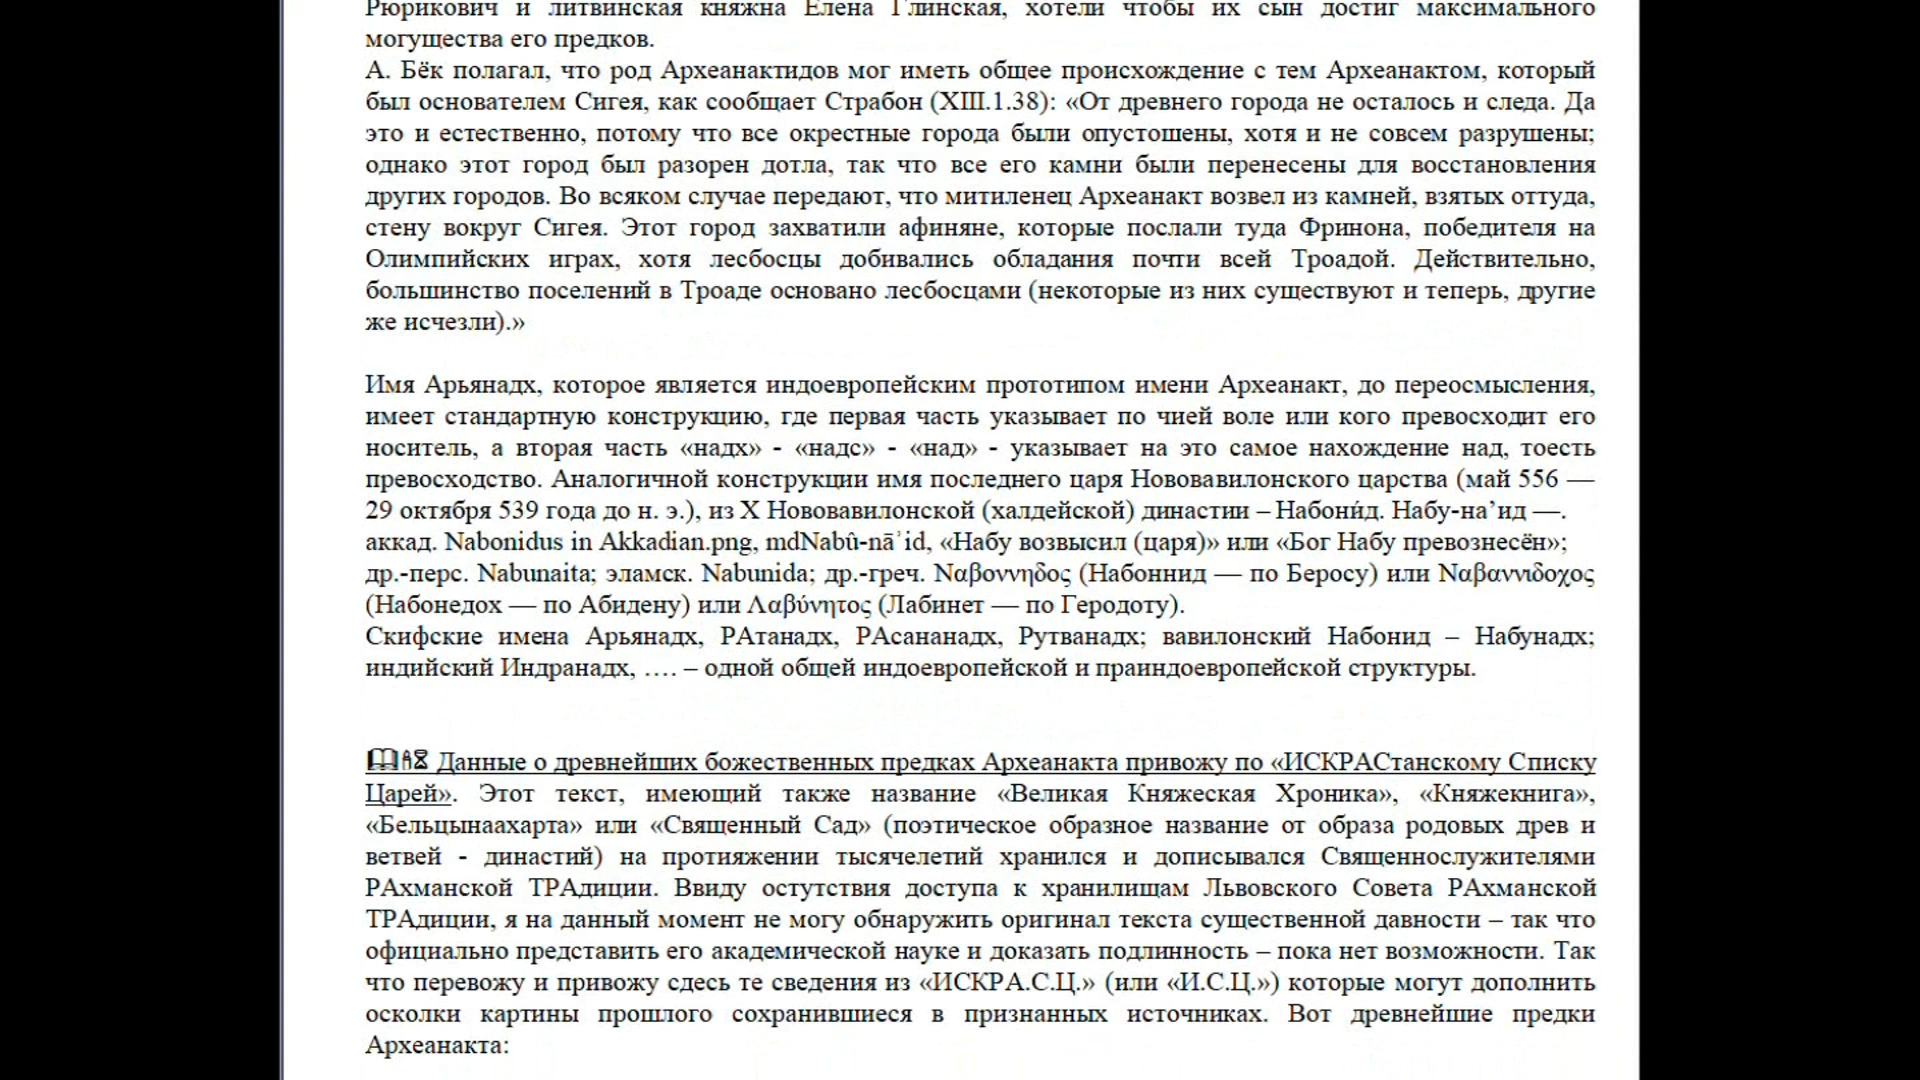 Рюрикович и литвинская княжна Елена Глинская, хотели чтобы их сын достиг максимального
могущества его предков.
А. Бёк полагал, что род Археанактидов мог иметь общее происхождение с тем Археанактом, который
был основателем Сигея, как сообщает Страбон (XIII.1.38): «От древнего города не осталось и следа. Да
это и естественно, потому что все окрестные города были опустошены, хотя и не совсем разрушены;
однако этот город был разорен дотла, так что все его камни были перенесены для восстановления
других городов. Во всяком случае передают, что митиленец Археанакт возвел из камней, взятых оттуда,
стену вокруг Сигея. Этот город захватили афиняне, которые послали туда Фринона, победителя на
Олимпийских играх, хотя лесбосцы добивались обладания почти всей Троадой. Действительно,
большинство поселений в Троаде основано лесбосцами (некоторые из них существуют и теперь, другие
же исчезли).»
Имя Арьянадх, которое является индоевропейским прототипом имени Археанакт, до переосмысления,
имеет стандартную конструкцию, где первая часть указывает по чией воле или кого превосходит его
носитель, а вторая часть «надх» - «надс» - «над» - указывает на это самое нахождение над, тоесть
превосходство. Аналогичной конструкции имя последнего царя Нововавилонского царства (май 556 —
29 октября 539 года до н. э.), из X Нововавилонской (халдейской) династии – Набони́д. Набу-на’ид —.
аккад. Nabonidus in Akkadian.png, mdNabû-nāʾid, «Набу возвысил (царя)» или «Бог Набу превознесён»;
др.-перс. Nabunaita; эламск. Nabunida; др.-греч. Ναβοννηδος (Набоннид — по Беросу) или Ναβαννιδοχος
(Набонедох — по Абидену) или Λαβύνητος (Лабинет — по Геродоту).
Скифские имена Арьянадх, РАтанадх, РАсананадх, Рутванадх; вавилонский Набонид – Набунадх;
индийский Индранадх, …. – одной общей индоевропейской и праиндоевропейской структуры.
Данные о древнейших божественных предках Археанакта привожу по «ИСКРАСтанскому Списку
Царей». Этот текст, имеющий также название «Великая Княжеская Хроника», «Княжекнига»,
«Бельцынаахарта» или «Священный Сад» (поэтическое образное название от образа родовых древ и
ветвей - династий) на протияжении тысячелетий хранился и дописывался Священнослужителями
РАхманской ТРАдиции. Ввиду остутствия доступа к хранилищам Львовского Совета РАхманской
ТРАдиции, я на данный момент не могу обнаружить оригинал текста существенной давности – так что
официально представить его академической науке и доказать подлинность – пока нет возможности. Так
что перевожу и привожу сдесь те сведения из «ИСКРА.С.Ц.» (или «И.С.Ц.») которые могут дополнить
осколки картины прошлого сохранившиеся в признанных источниках. Вот древнейшие предки
Археанакта: